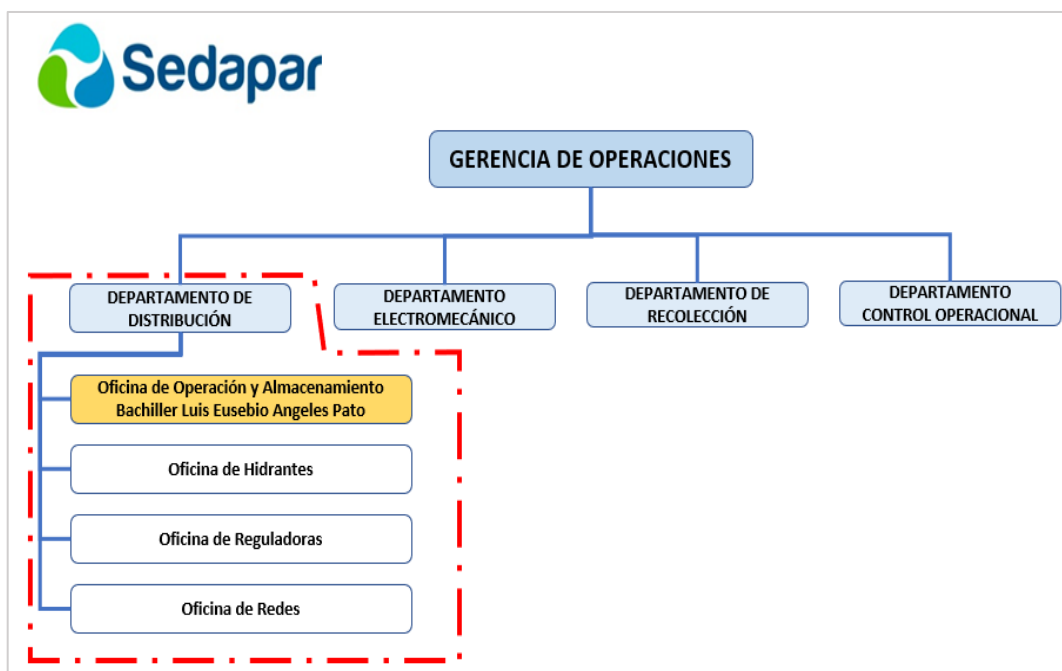 Sedapar
GERENCIA DE OPERACIONES
DEPARTAMENTO DE
DISTRIBUCIÓN
DEPARTAMENTO
ELECTROMECÁNICO
DEPARTAMENTO DE
RECOLECCIÓN
DEPARTAMENTO
CONTROL OPERACIONAL
Oficina de Operación y Almacenamiento
Bachiller Luis Eusebio Angeles Pato
Oficina de Hidrantes
Oficina de Reguladoras
Oficina de Redes